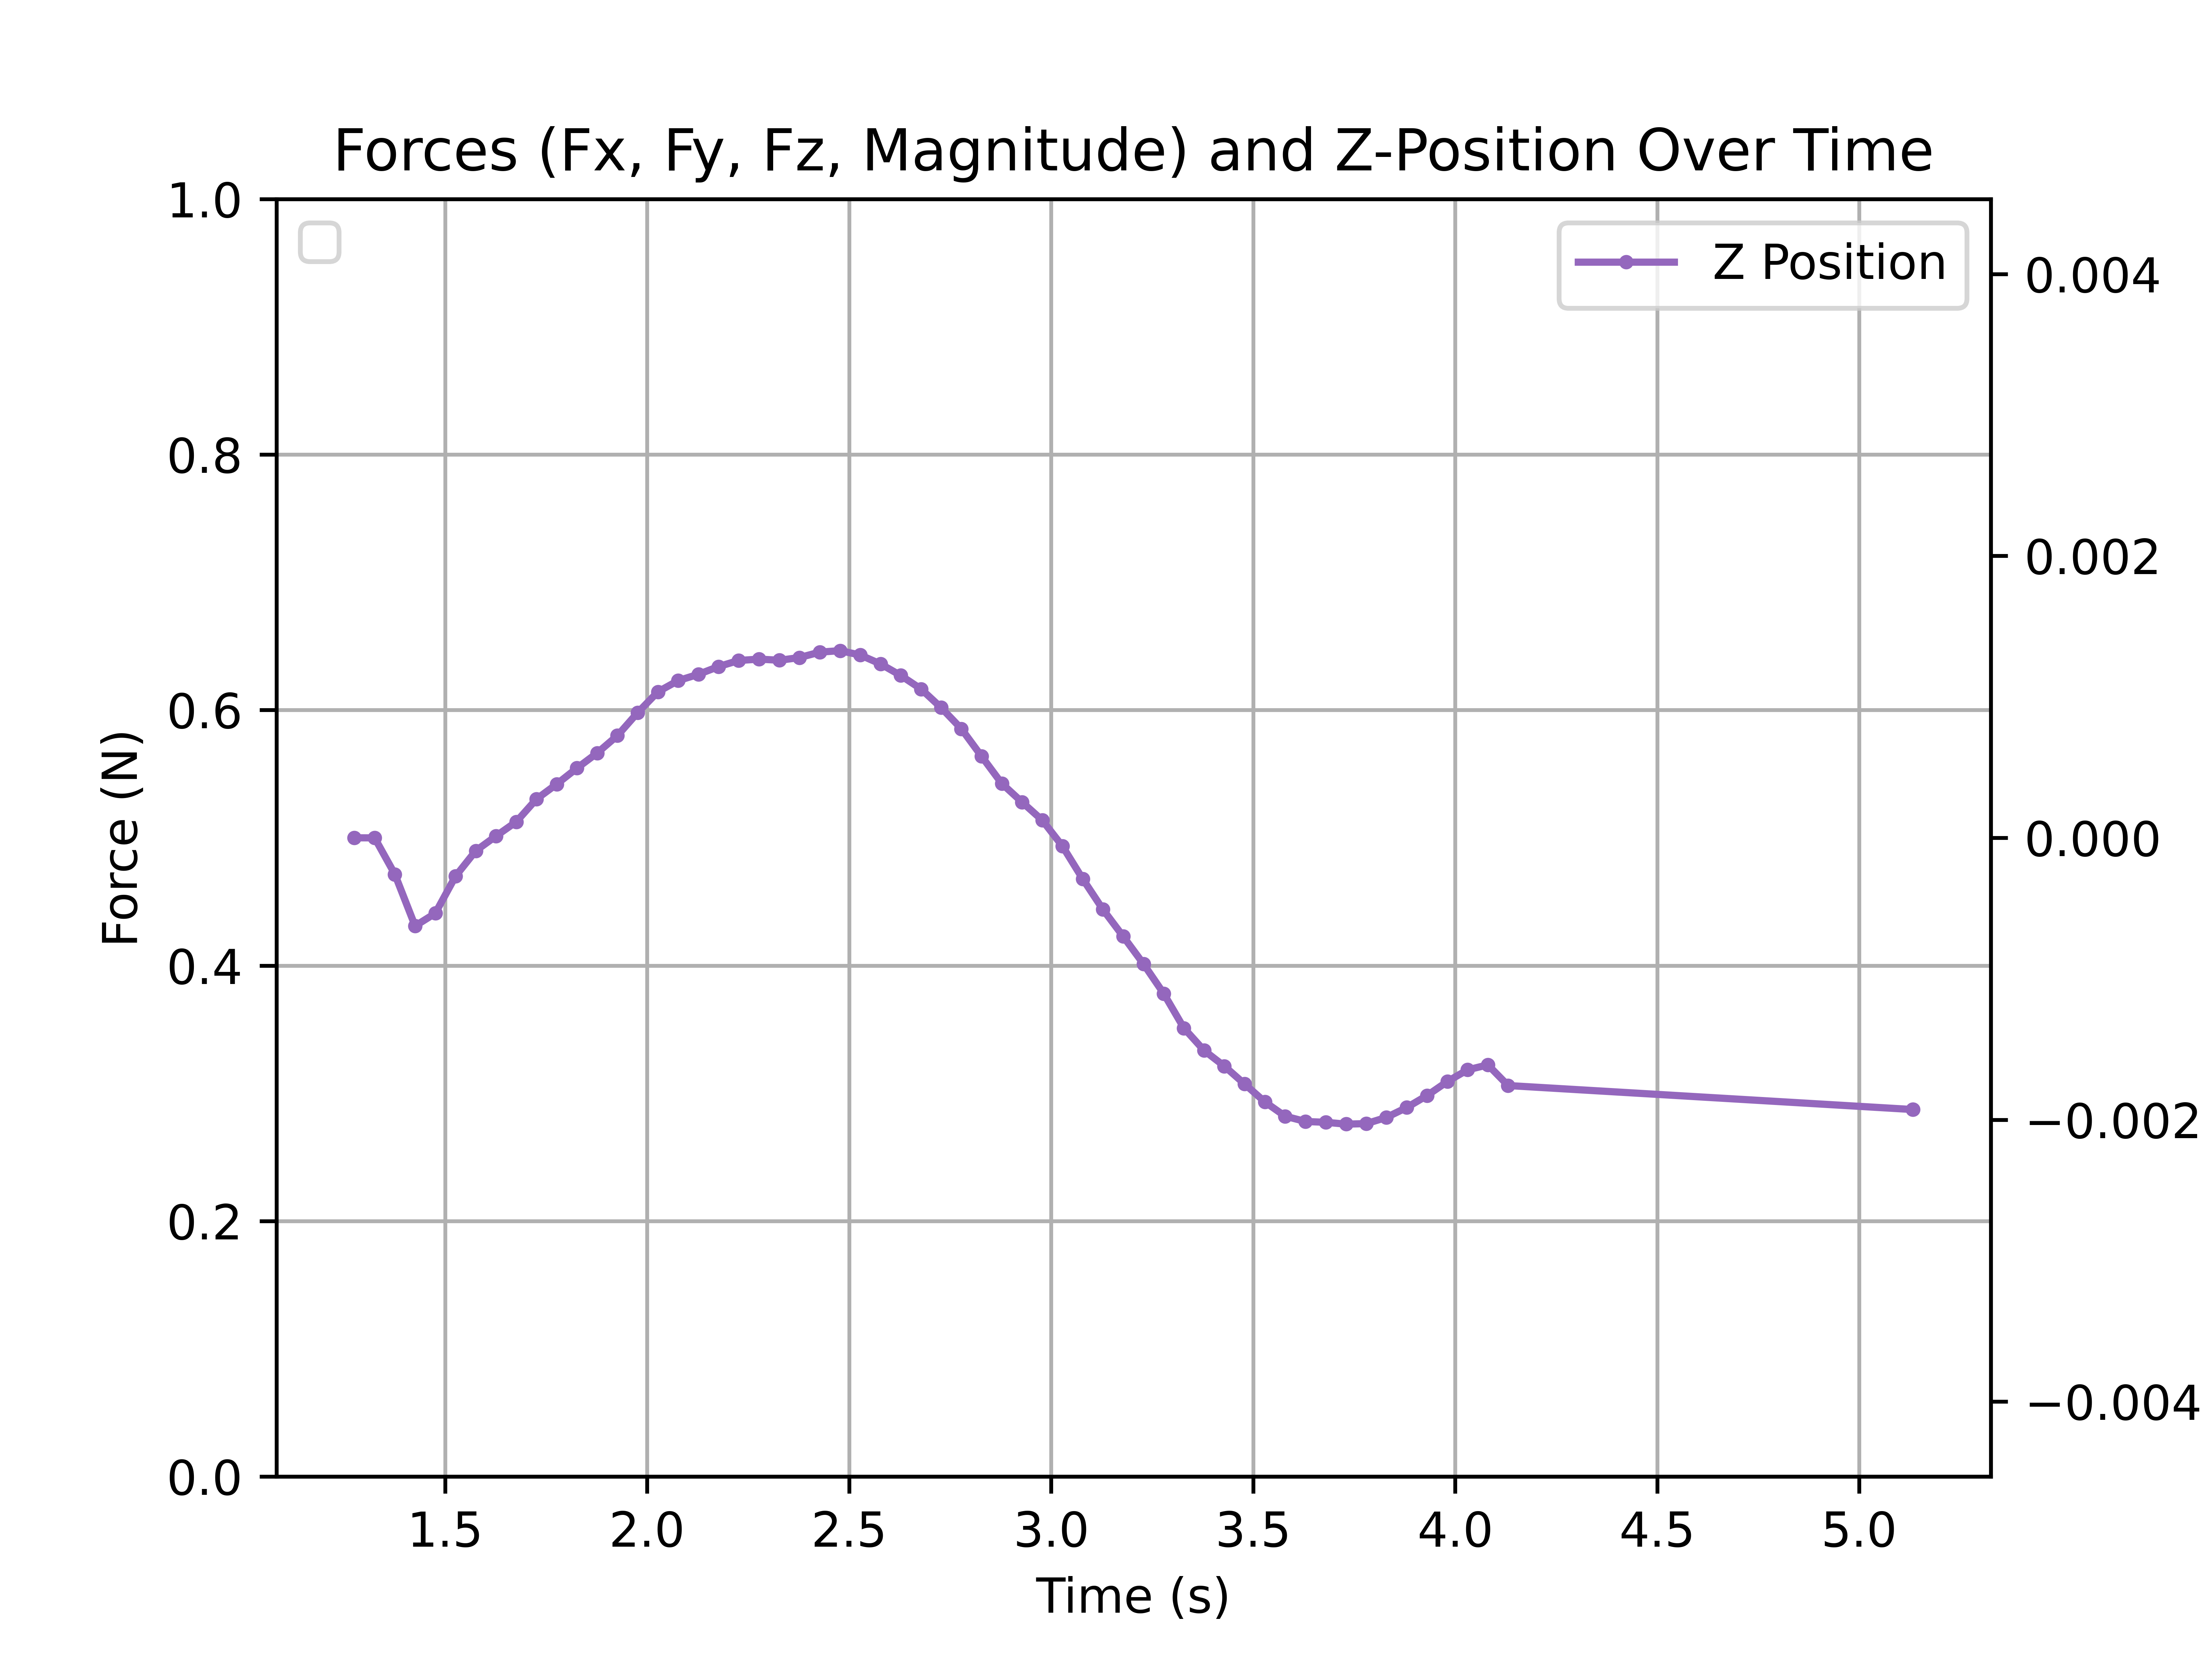 Forces (Fx, Fy, Fz, Magnitude) and Z-Position Over Time
Z Position
Force (N)
1.0
0.8
0.6
0.4
0.2
0.0
0.004
0.002
0.000
−0.002
−0.004
1.5 2.0 2.5 3.0 3.5 4.0 4.5 5.0
Time (s)